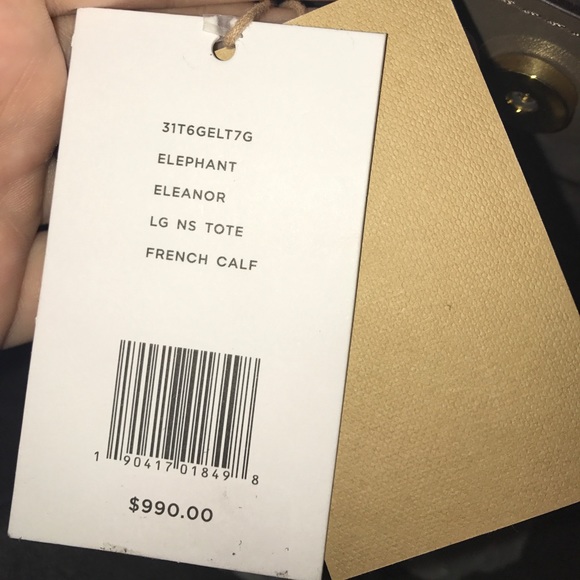 31T6GELT7G
ELEPHANT
ELEANOR
LG NS TOTE
FRENCH CALF
1 90417 01849 8
$990.00